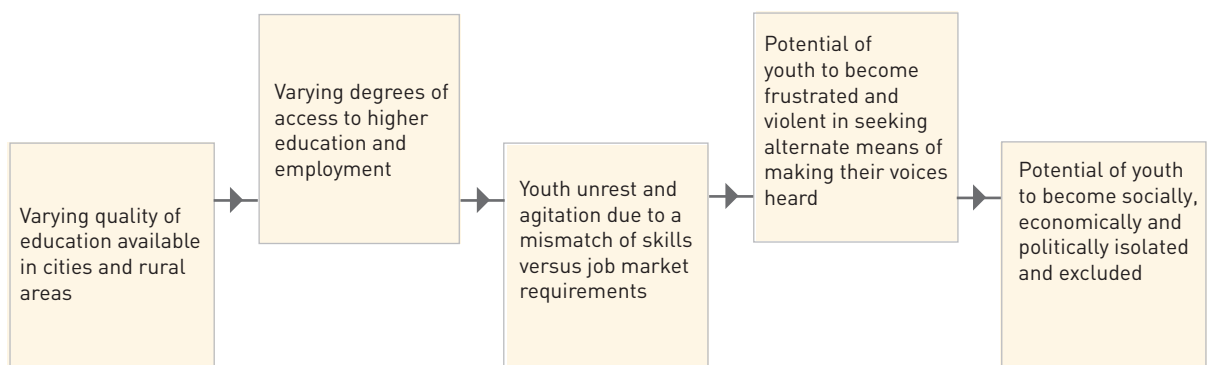 Varying quality of
education available
in cities and rural
areas
Varying degrees of
access to higher
education and
employment
Youth unrest and
agitation due to a
mismatch of skills
versus job market
requirements
Potential of
youth to become
frustrated and
violent in seeking
alternate means of
making their voices
heard
Potential of youth
to become socially,
economically and
politically isolated
and excluded